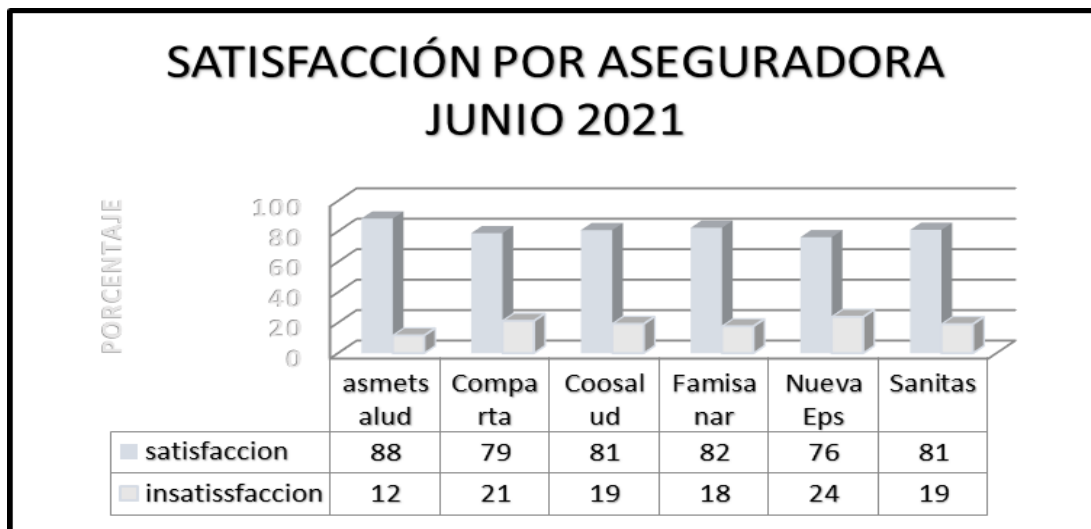 SATISFACCIÓN POR ASEGURADORA
JUNIO 2021
PORCENTAJE
100
80
60
40
20
0
asmets Compa Coosal Famisa Nueva Sanitas
alud rta ud nar Eps
satisfaccion 88 79 81 82 76 81
insatissfaccion 12 21 19 18 24 19